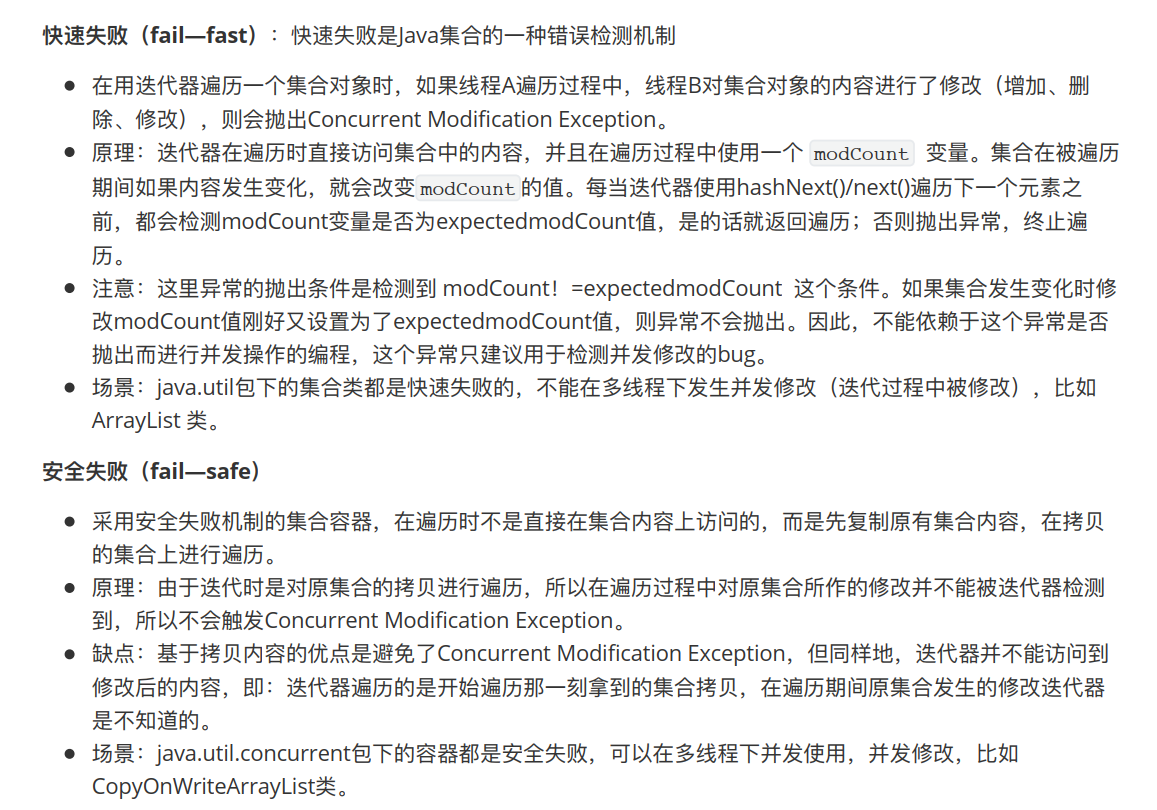 快速失败（fail—fast）：快速失败是Java集合的一种错误检测机制
● 在用迭代器遍历一个集合对象时，如果线程A遍历过程中，线程B对集合对象的内容进行了修改（增加、删
除、修改），则会抛出Concurrent Modification Exception。
● 原理：迭代器在遍历时直接访问集合中的内容，并且在遍历过程中使用一个 modCount 变量。集合在被遍历
期间如果内容发生变化，就会改变modCount的值。每当迭代器使用hashNext()/next()遍历下一个元素之
前，都会检测modCount变量是否为expectedmodCount值，是的话就返回遍历；否则抛出异常，终止遍
历。
● 注意：这里异常的抛出条件是检测到 modCount！=expectedmodCount 这个条件。如果集合发生变化时修
改modCount值刚好又设置为了expectedmodCount值，则异常不会抛出。因此，不能依赖于这个异常是否
抛出而进行并发操作的编程，这个异常只建议用于检测并发修改的bug。
● 场景：java.util包下的集合类都是快速失败的，不能在多线程下发生并发修改（迭代过程中被修改），比如
ArrayList 类。
安全失败（fail—safe）
● 采用安全失败机制的集合容器，在遍历时不是直接在集合内容上访问的，而是先复制原有集合内容，在拷贝
的集合上进行遍历。
● 原理：由于迭代时是对原集合的拷贝进行遍历，所以在遍历过程中对原集合所作的修改并不能被迭代器检测
到，所以不会触发Concurrent Modification Exception。
● 缺点：基于拷贝内容的优点是避免了Concurrent Modification Exception，但同样地，迭代器并不能访问到
修改后的内容，即：迭代器遍历的是开始遍历那一刻拿到的集合拷贝，在遍历期间原集合发生的修改迭代器
是不知道的。
● 场景：java.util.concurrent包下的容器都是安全失败，可以在多线程下并发使用，并发修改，比如
CopyOnWriteArrayList类。